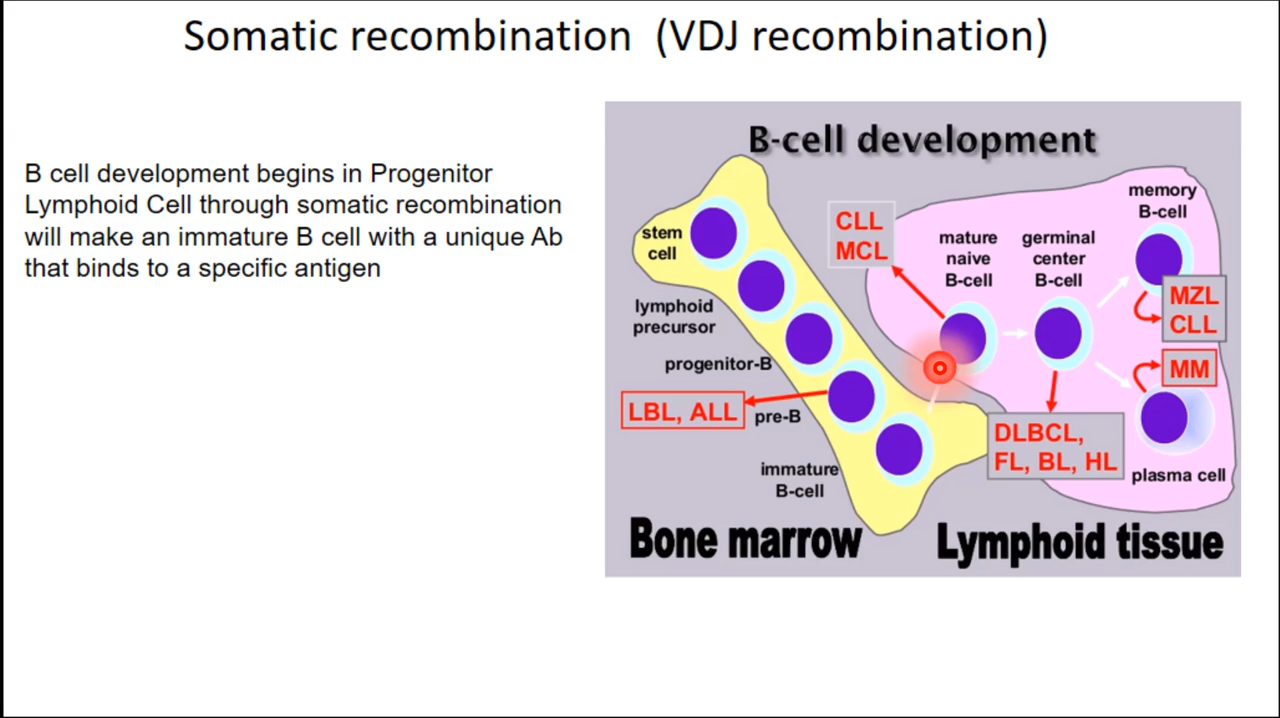 Somatic recombination (VDJ recombination)
B cell development begins in Progenitor
Lymphoid Cell through somatic recombination
will make an immature B cell with a unique Ab
that binds to a specific antigen
B-cell development
stem
cell
lymphoid
precursor
progenitor-B
LBL, ALL
pre-B
immature
B-cell
Bone marrow
CLL
MCL
mature
naive
B-cell
germinal
center
B-cell
memory
B-cell
MZL
CLL
MM
DLBCL,
FL, BL, HL
plasma cell
Lymphoid tissue